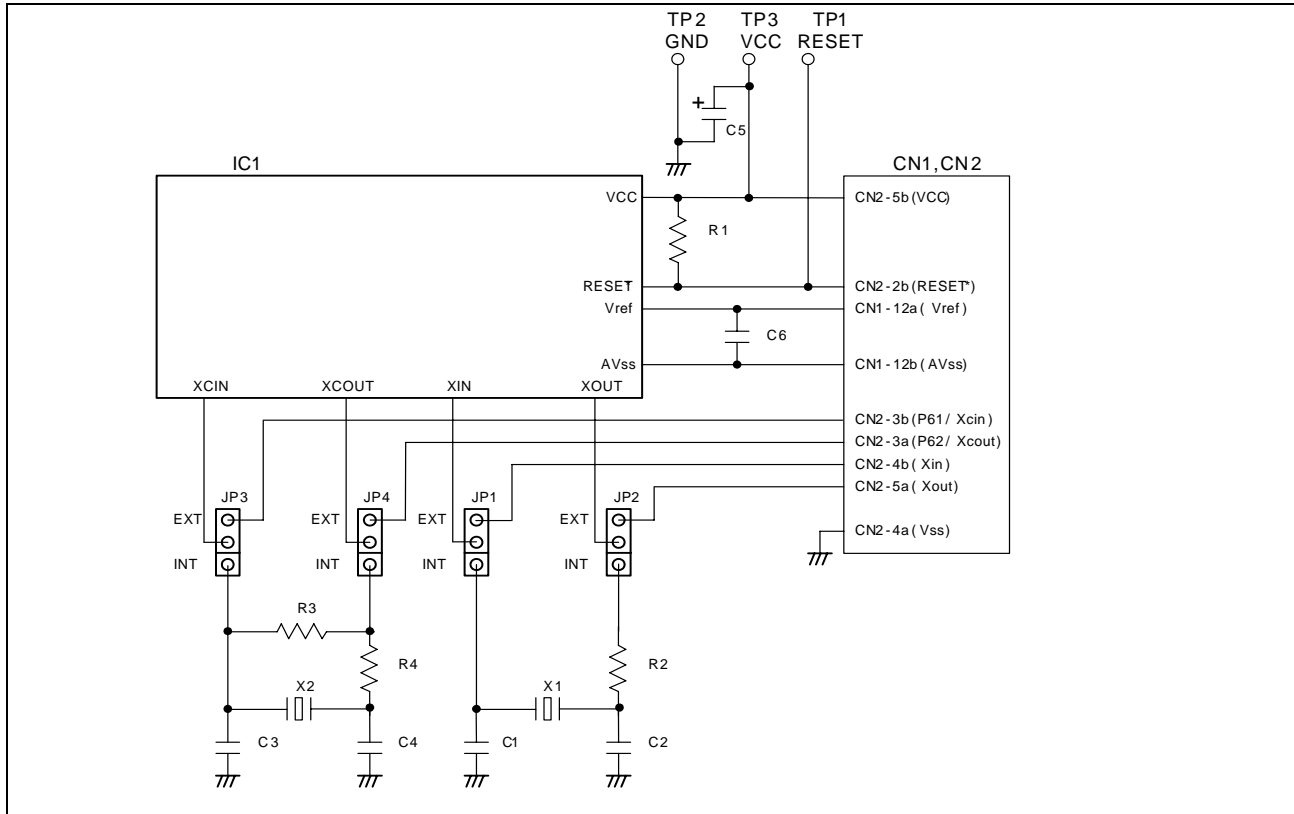 TP2 TP3 TP1
GND VCC RESET
+
C5
IC1 CN1,CN2
VCC CN2-5b(VCC)
R1
RESET CN2-2b(RESET*)
Vref CN1-12a( Vref)
C6
AVss CN1-12b(AVss)
XCIN XCOUT XIN XOUT
CN2-3b(P61/ Xcin)
CN2-3a(P62/ Xcout)
CN2-4b( Xin)
CN2-5a( Xout)
JP3 JP4 JP1 JP2
EXT EXT EXT EXT
CN2-4a( Vss)
INT INT INT INT
R3
R4 R2
X2 X1
C3 C4 C1 C2